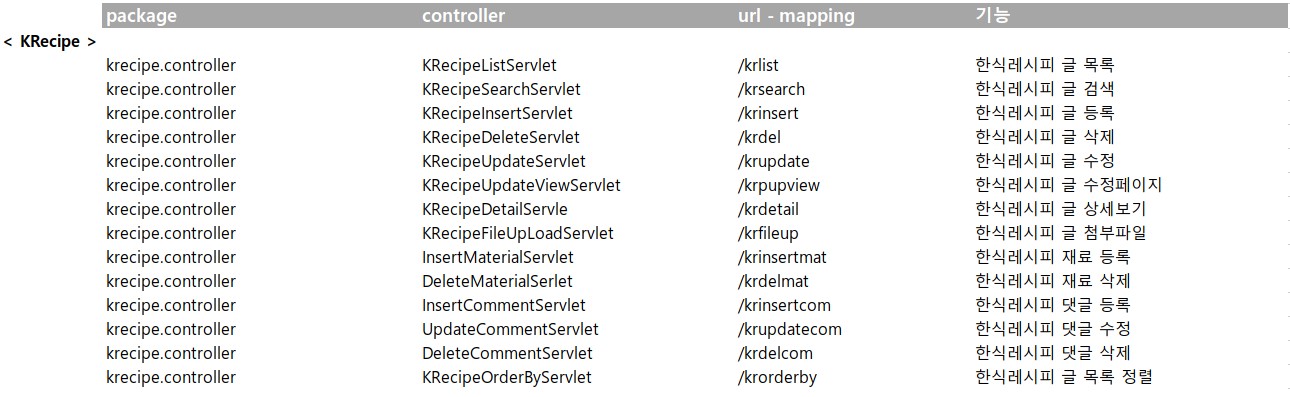 package controller url - mapping 기능
< KRecipe >
krecipe.controller KRecipeListServlet /krlist 한식레시피 글 목록
krecipe.controller KRecipeSearchServlet /krsearch 한식레시피 글 검색
krecipe.controller KRecipeInsertServlet /krinsert 한식레시피 글 등록
krecipe.controller KRecipeDeleteServlet /krdel 한식레시피 글 삭제
krecipe.controller KRecipeUpdateServlet /krupdate 한식레시피 글 수정
krecipe.controller KRecipeUpdateViewServlet /krpupview 한식레시피 글 수정페이지
krecipe.controller KRecipeDetailServle /krdetail 한식레시피 글 상세보기
krecipe.controller KRecipeFileUpLoadServlet /krfileup 한식레시피 글 첨부파일
krecipe.controller InsertMaterialServlet /krinsertmat 한식레시피 재료 등록
krecipe.controller DeleteMaterialSerlet /krdelmat 한식레시피 재료 삭제
krecipe.controller InsertCommentServlet /krinsertcom 한식레시피 댓글 등록
krecipe.controller UpdateCommentServlet /krupdatecom 한식레시피 댓글 수정
krecipe.controller DeleteCommentServlet /krdelcom 한식레시피 댓글 삭제
krecipe.controller KRecipeOrderByServlet /krorderby 한식레시피 글 목록 정렬